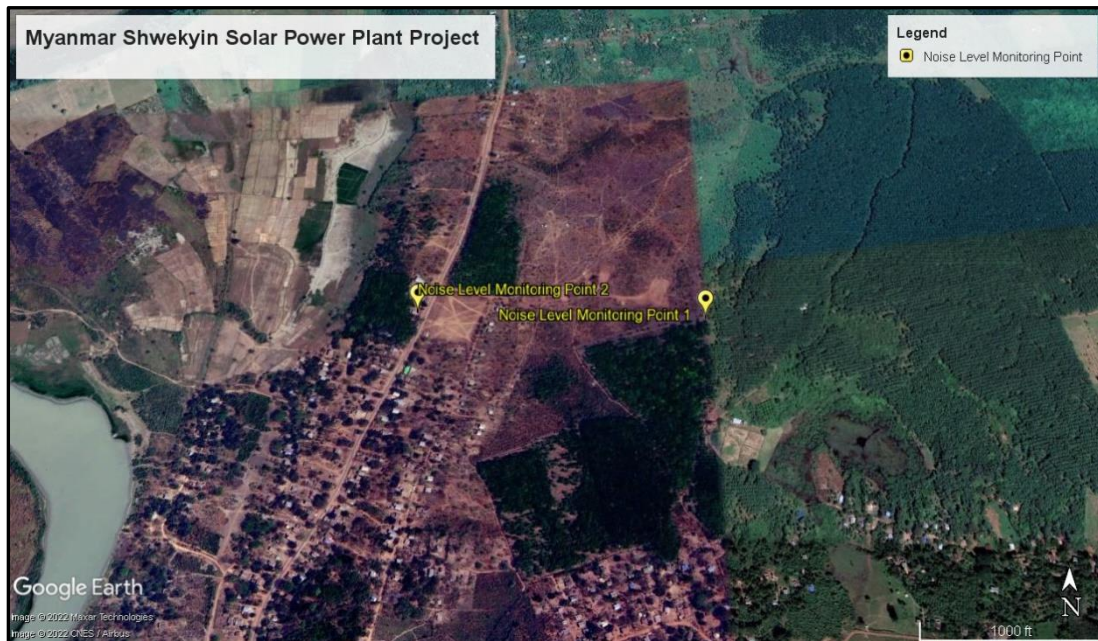 Myanmar Shwekyin Solar Power Plant Project
Legend
Noise Level Monitoring Point
Noise Level Monitoring Point 2
Noise Level Monitoring Point 1
Google Earth
Image © 2022 Maxar Technologies
Image © 2022 CNES / Airbus
N
1000 ft